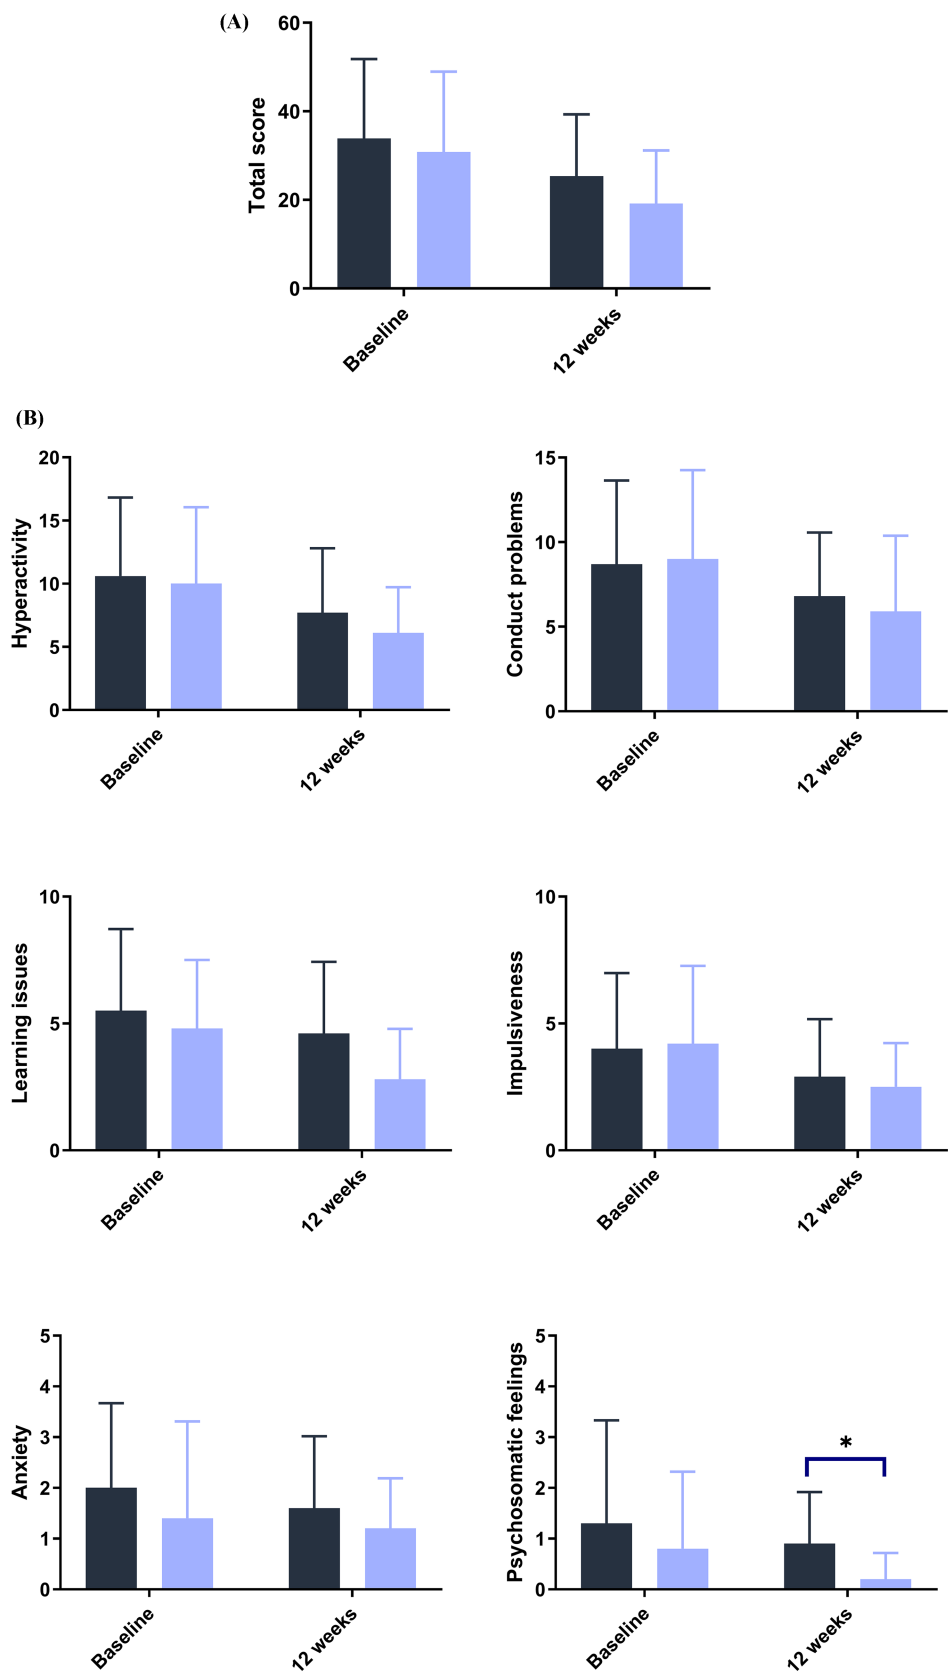 (A)
Total score
60
40
20
0
Baseline
12 weeks
(B)
Hyperactivity
20
15
10
5
0
Baseline
12 weeks
Conduct problems
15
10
5
0
Baseline
12 weeks
Learning issues
10
5
0
Baseline
12 weeks
Impulsiveness
10
5
0
Baseline
12 weeks
Anxiety
5
4
3
2
1
0
Baseline
12 weeks
Psychosomatic feelings
5
4
3
2
1
0
*
Baseline
12 weeks